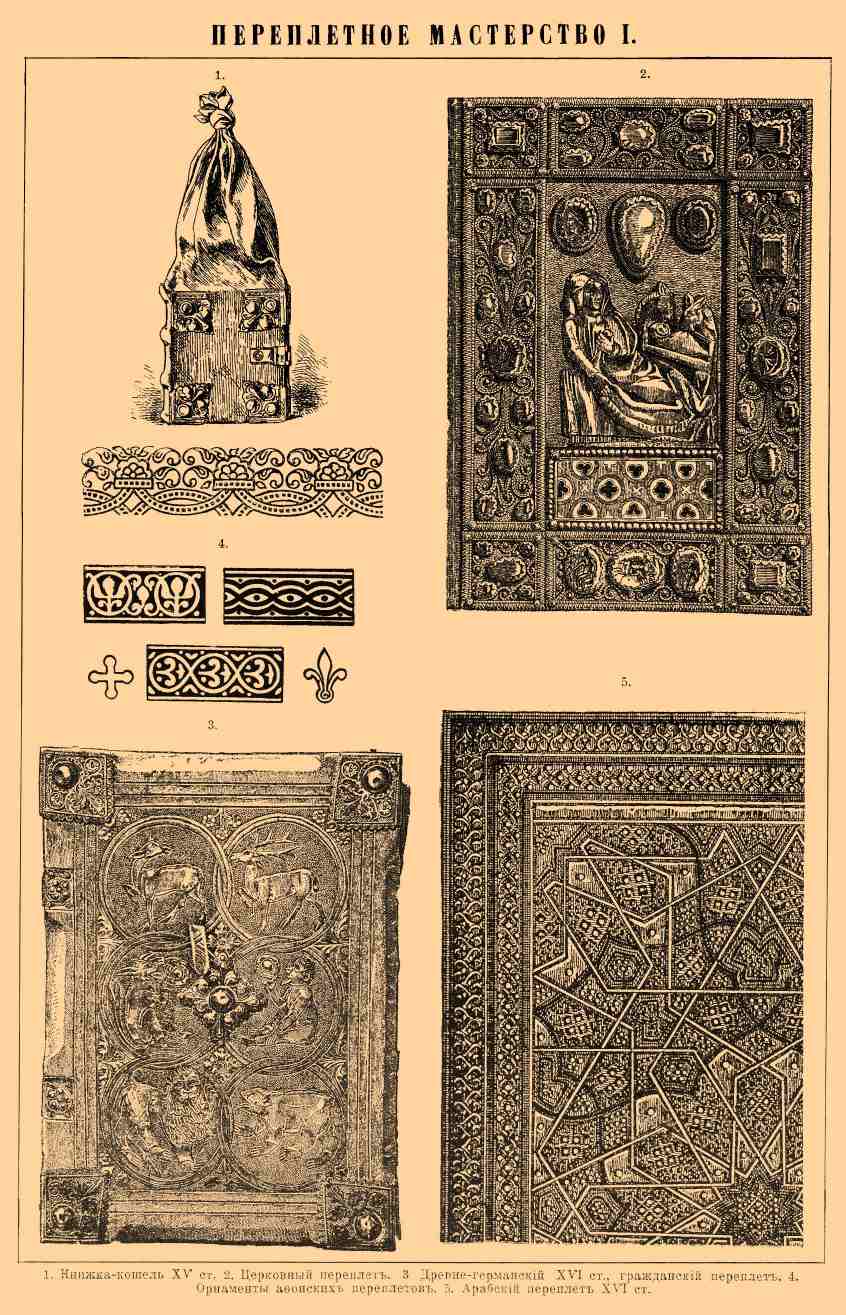 ПЕРЕПЛЕТНОЕ МАСТЕРСТВО I.
1.
2.
4.
5.
3.
1. Книжка-кошель XV ст. 2. Церковный переплетъ. 3 Древне-германскій XVI ст., гражданскій переплетъ. 4.
Орнаменты аѳонскихъ переплетовъ. 5. Арабскій переплетъ XVI ст.